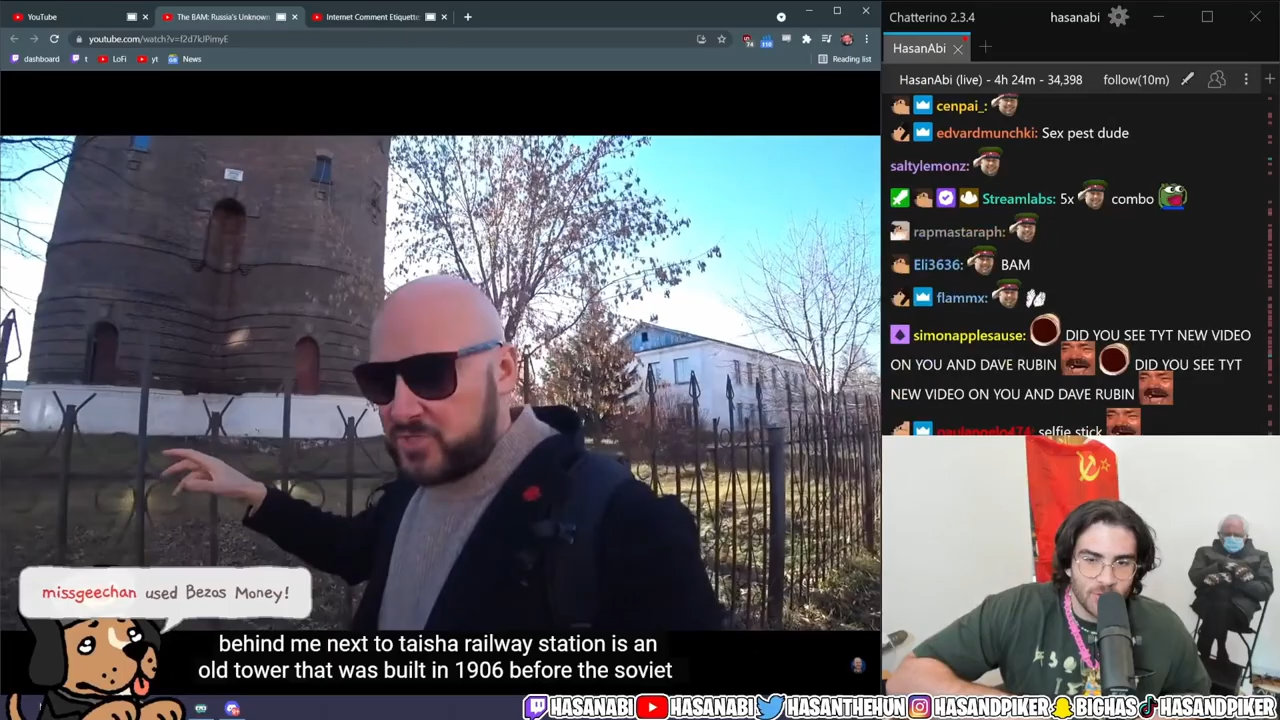 YouTube
The BAM: Russia's Unknown
Internet Comment Etiquette
youtube.com/watch?v=f2d7kJPimyE
dashboard
t
LoFi
yt
News
Reading list
missgeechan used Bezos Money!
behind me next to taisha railway station is an
old tower that was built in 1906 before the soviet
Chatterino 2.3.4
hasanabi
HasanAbi
HasanAbi (live) - 4h 24m - 34,398
follow(10m)
cenpai_:
edvardmunchki: Sex pest dude
saltylemonz:
Streamlabs: 5x combo
rapmastaraph:
Eli3636: BAM
flammx:
simonapplesause: DID YOU SEE TYT NEW VIDEO
ON YOU AND DAVE RUBIN DID YOU SEE TYT
NEW VIDEO ON YOU AND DAVE RUBIN
selfie stick
HASANABI HASANABI HASANTHEHUN HASANDPIKER BIGHAS HASANDPIKER